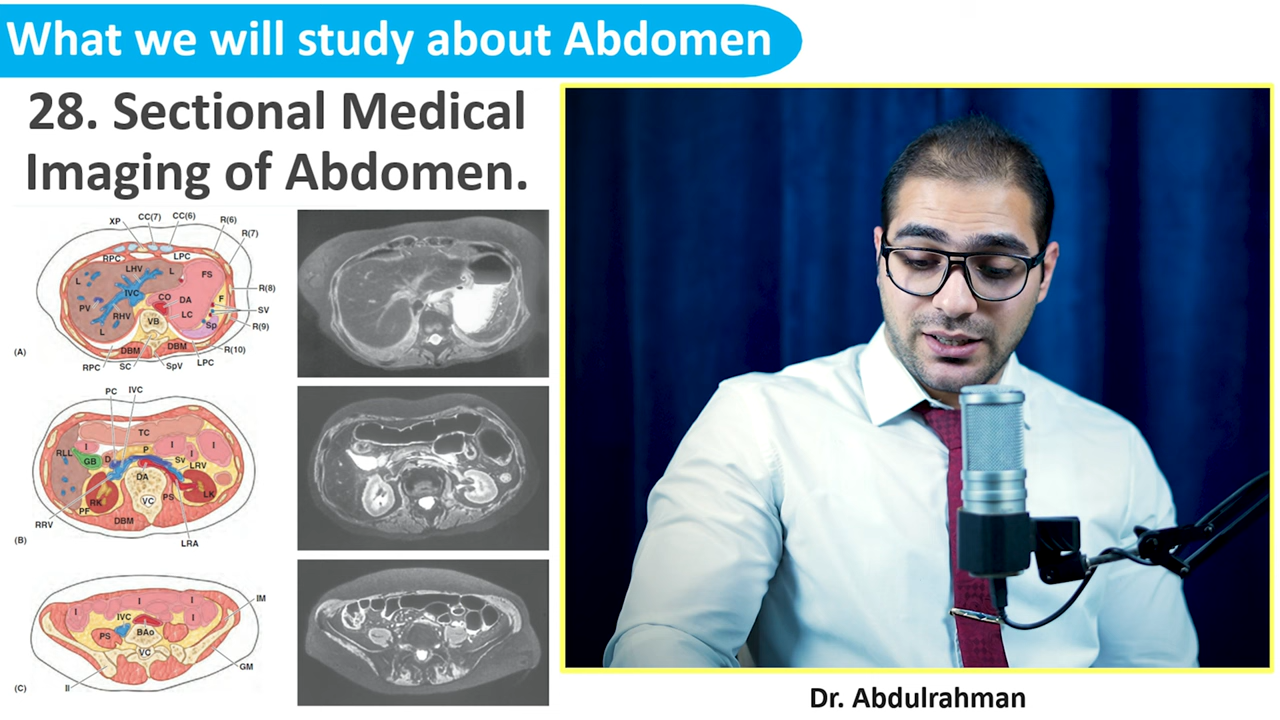 What we will study about Abdomen
28. Sectional Medical
Imaging of Abdomen.
XP
CC(7)
CC(6)
R(6)
R(7)
RPC
LPC
L
LHV
L
FS
R(8)
IVC
CO
DA
F
PV
RHV
LC
SV
VB
Sp
R(9)
L
DBM
DBM
R(10)
(A)
RPC
SC
SpV
LPC
PC
IVC
TC
I
I
I
RLL
GB
D
P
I
SV
LRV
DA
RK
VC
PS
LK
PF
RRV
DBM
(B)
LRA
I
I
I
IM
I
IVC
PS
BAo
VC
GM
(C)
II
Dr. Abdulrahman